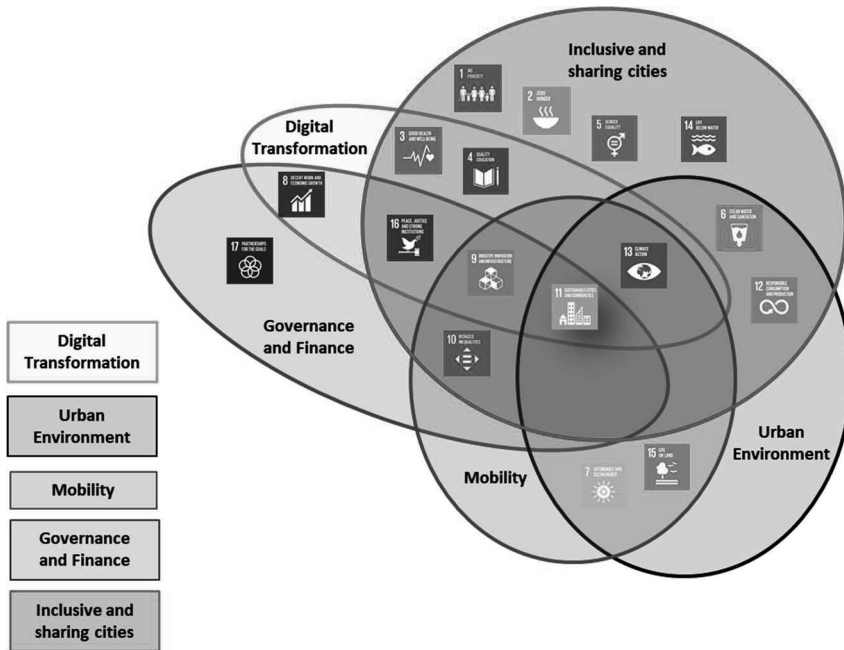 Inclusive and
sharing cities
1 NO
POVERTY
2 ZERO
HUNGER
5 GENDER
EQUALITY
14 LIFE
BELOW WATER
Digital
Transformation
3 GOOD HEALTH
AND WELL-BEING
4 QUALITY
EDUCATION
8 DECENT WORK AND
ECONOMIC GROWTH
6 CLEAN WATER
AND SANITATION
16 PEACE, JUSTICE
AND STRONG
INSTITUTIONS
17 PARTNERSHIPS
FOR THE GOALS
9 INDUSTRY, INNOVATION
AND INFRASTRUCTURE
13 CLIMATE
ACTION
11 SUSTAINABLE CITIES
AND COMMUNITIES
12 RESPONSIBLE
CONSUMPTION
AND PRODUCTION
Governance
and Finance
10 REDUCED
INEQUALITIES
Urban
Environment
Mobility
7 AFFORDABLE AND
CLEAN ENERGY
15 LIFE
ON LAND
Digital
Transformation
Urban
Environment
Mobility
Governance
and Finance
Inclusive and
sharing cities